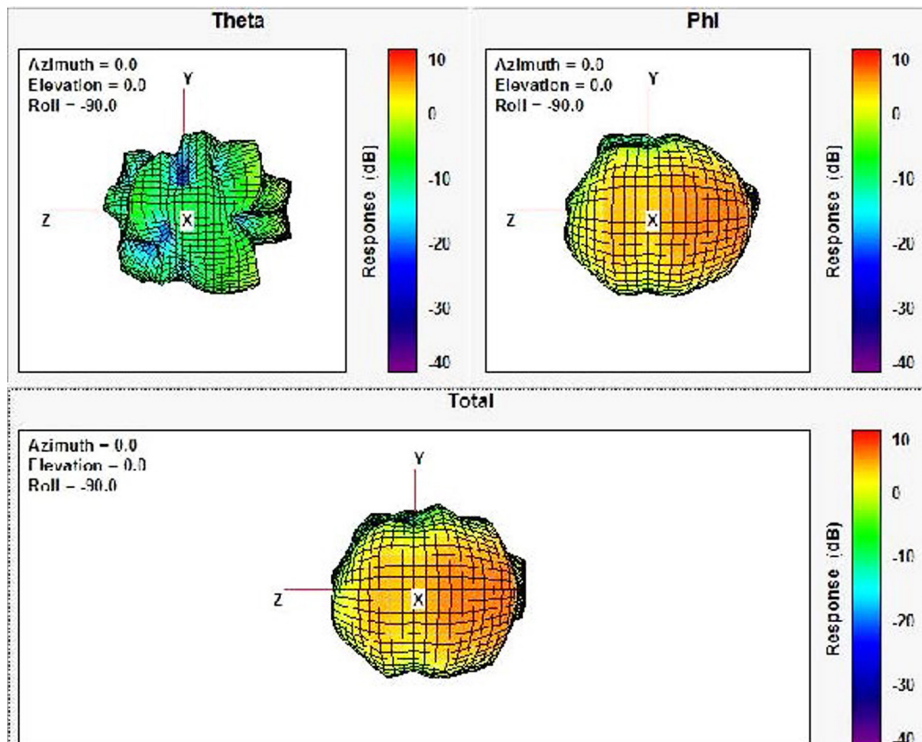 Theta
Azimuth = 0.0
Elevation = 0.0
Roll = -90.0
Y
Z
X
10
0
-10
-20
-30
-40
Response (dB)
Phi
Azimuth = 0.0
Elevation = 0.0
Roll = -90.0
Y
Z
X
10
0
-10
-20
-30
-40
Response (dB)
Total
Azimuth = 0.0
Elevation = 0.0
Roll = -90.0
Y
Z
X
10
0
-10
-20
-30
-40
Response (dB)